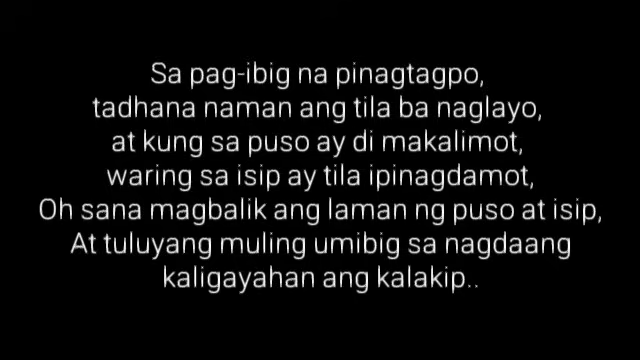 Sa pag-ibig na pinagtagpo,
tadhana naman ang tila ba naglayo,
at kung sa puso ay di makalimot,
waring sa isip ay tila ipinagdamot,
Oh sana magbalik ang laman ng puso at isip,
At tuluyang muling umibig sa nagdaang
kaligayahan ang kalakip..